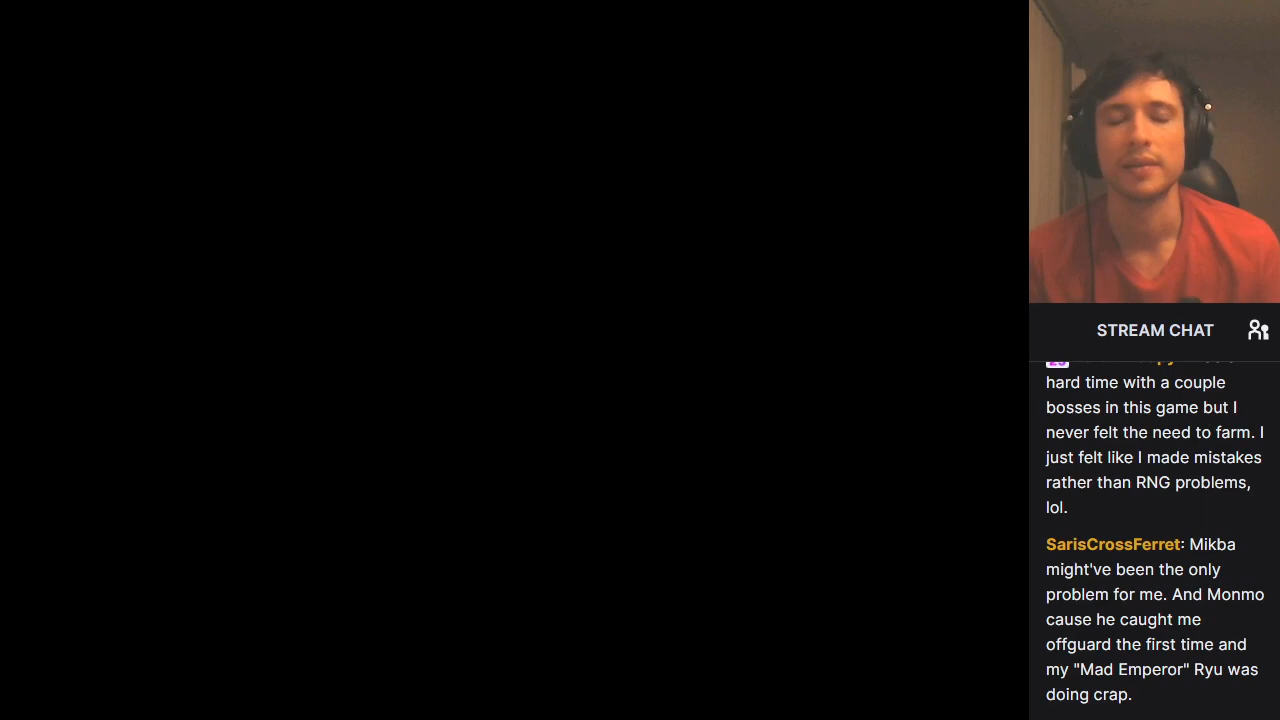 STREAM CHAT
hard time with a couple
bosses in this game but I
never felt the need to farm. I
just felt like I made mistakes
rather than RNG problems,
lol.
SarisCrossFerret: Mikba
might've been the only
problem for me. And Monmo
cause he caught me
offguard the first time and
my "Mad Emperor" Ryu was
doing crap.